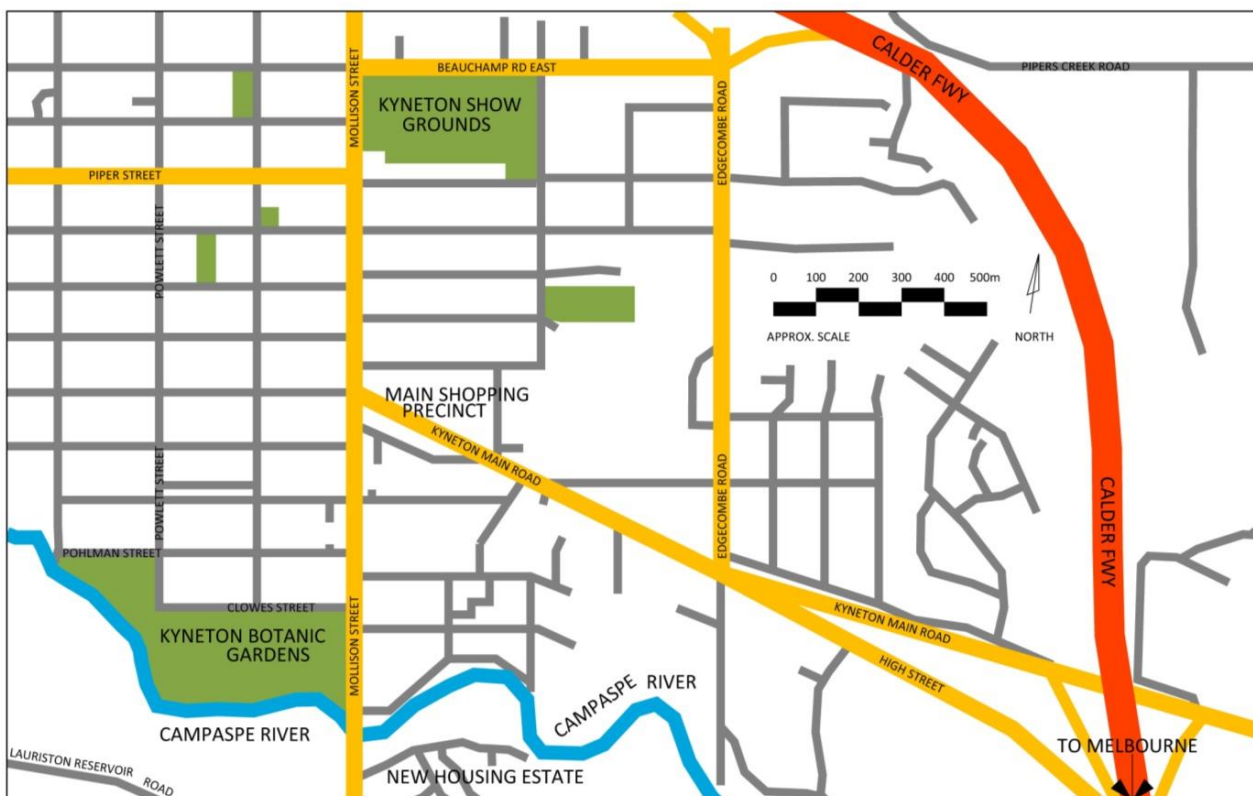 CALDER FWY
BEAUCHAMP RD EAST
PIPERS CREEK ROAD
MOLLISON STREET
KYNETON SHOW
GROUNDS
EDGECOMBE ROAD
PIPER STREET
POWLETT STREET
0 100 200 300 400 500m
APPROX. SCALE
NORTH
MAIN SHOPPING
PRECINCT
KYNETON MAIN ROAD
POWLETT STREET
EDGECOMBE ROAD
CALDER FWY
POHLMAN STREET
CLOWES STREET
KYNETON BOTANIC
GARDENS
MOLLISON STREET
KYNETON MAIN ROAD
HIGH STREET
CAMPASPE RIVER
CAMPASPE RIVER
TO MELBOURNE
LAURISTON RESERVOIR ROAD
NEW HOUSING ESTATE